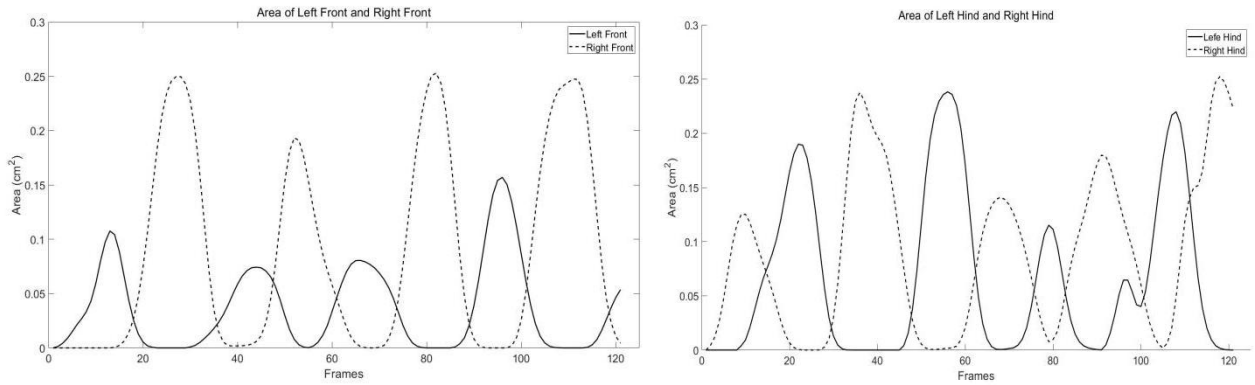 Area of Left Front and Right Front
0.3
0.25
0.2
0.15
0.1
0.05
0
Area (cm²)
Left Front
Right Front
0 20 40 60 80 100 120
Frames
Area of Left Hind and Right Hind
0.3
0.25
0.2
0.15
0.1
0.05
0
Area (cm²)
Lefe Hind
Right Hind
0 20 40 60 80 100 120
Frames